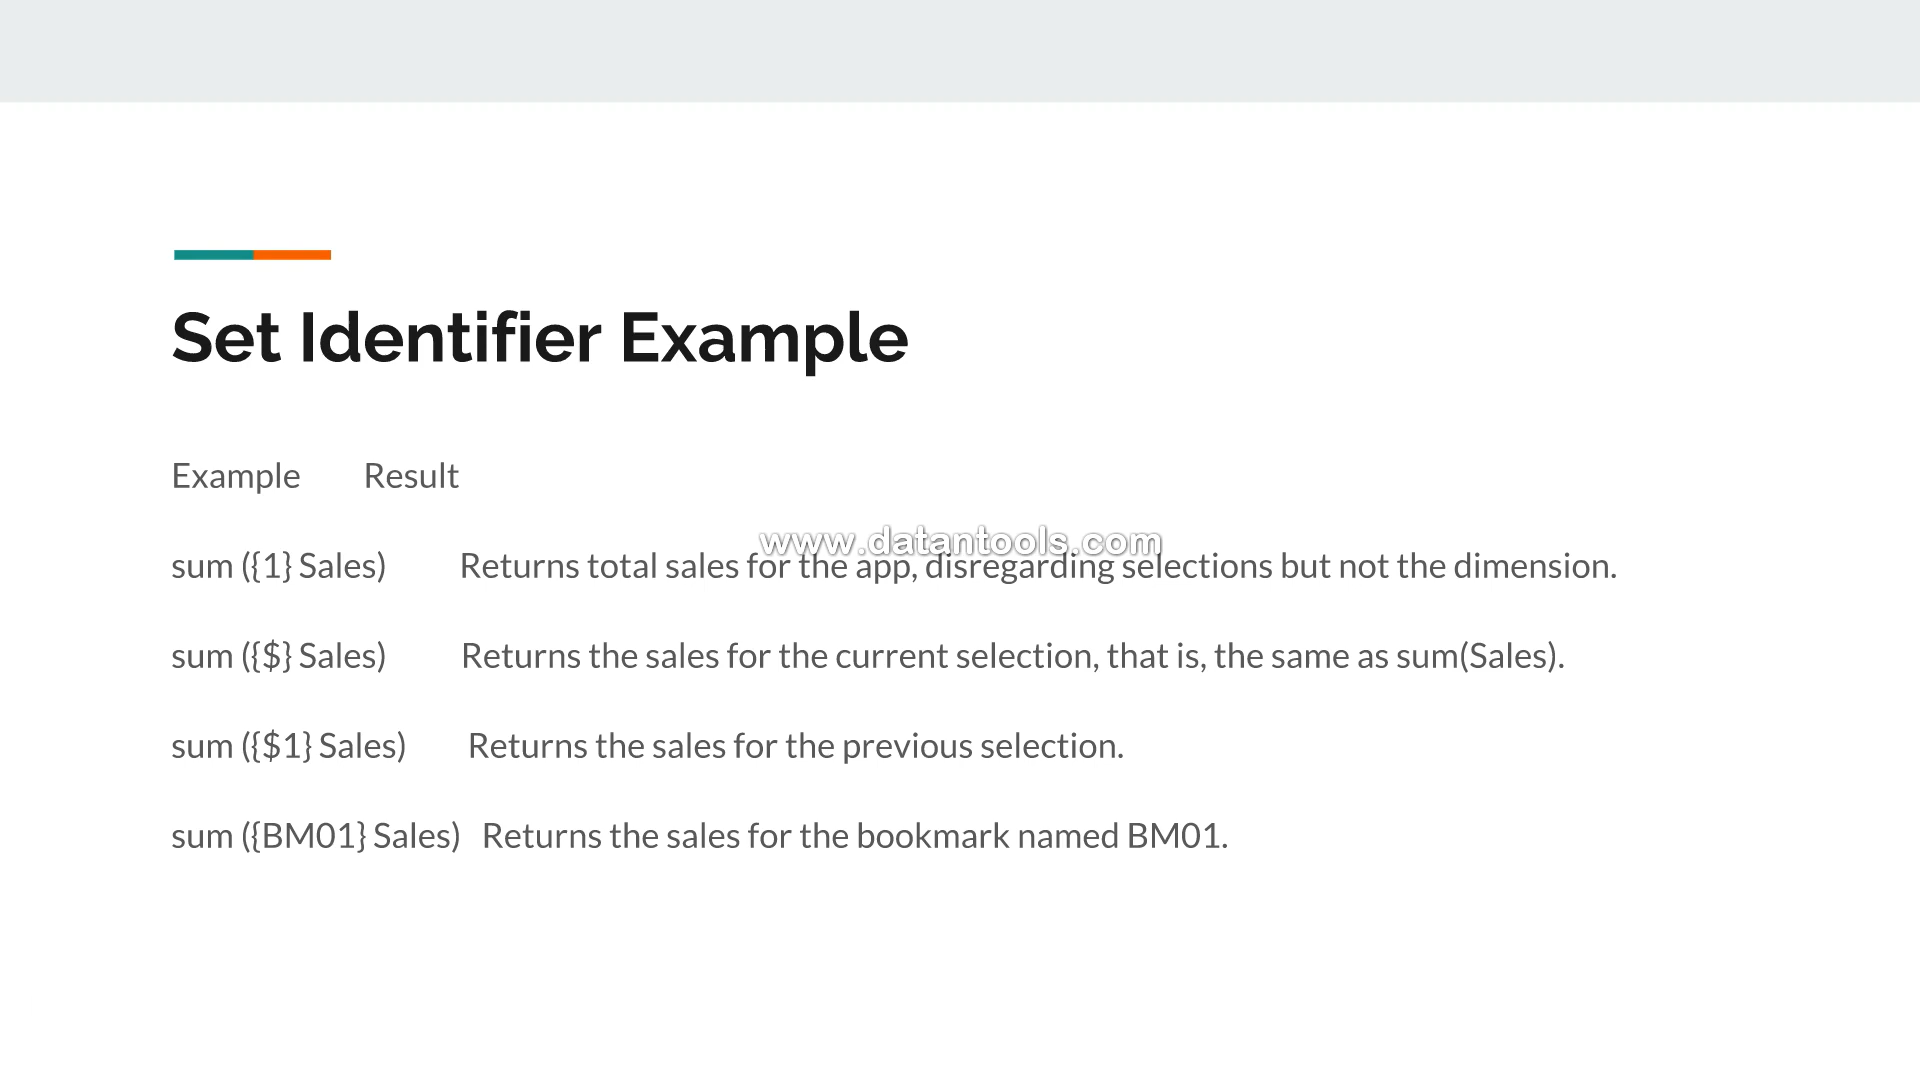 Set Identifier Example
Example Result
www.datantools.com
sum ({1} Sales) Returns total sales for the app, disregarding selections but not the dimension.
sum ({$} Sales) Returns the sales for the current selection, that is, the same as sum(Sales).
sum ({$1} Sales) Returns the sales for the previous selection.
sum ({BM01} Sales) Returns the sales for the bookmark named BM01.